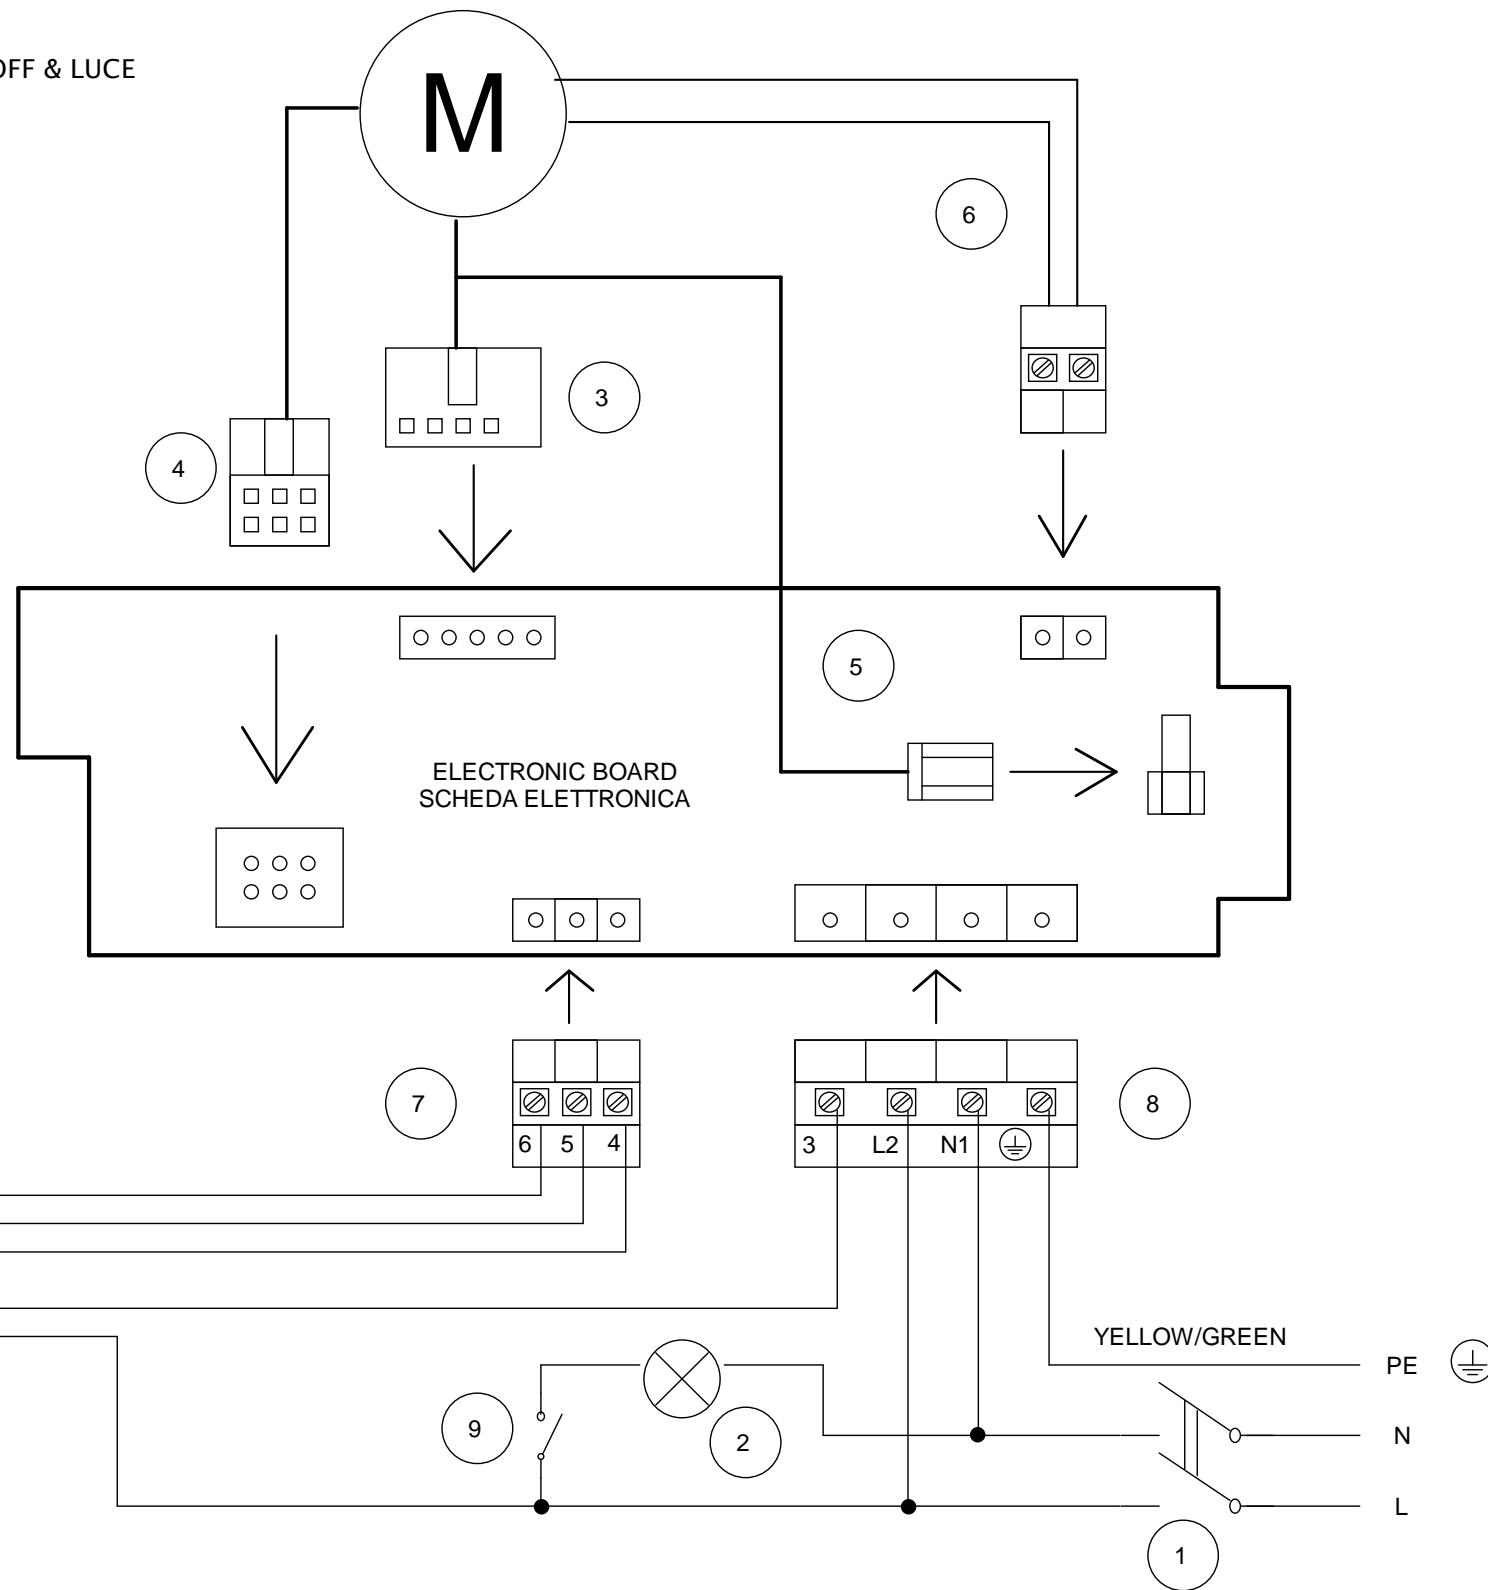 OFF & LUCE
M
6
3
4
5
ELECTRONIC BOARD
SCHEDA ELETTRONICA
7
6 5 4
3 L2 N1
8
YELLOW/GREEN
PE
9
2
N
L
1